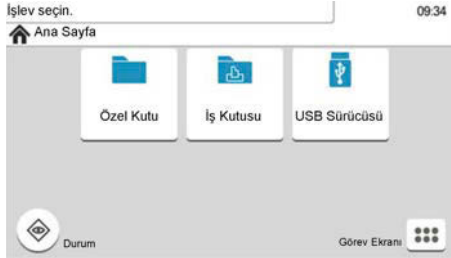 İşlev seçin.
09:34
Ana Sayfa
Özel Kutu
İş Kutusu
USB Sürücüsü
Durum
Görev Ekranı